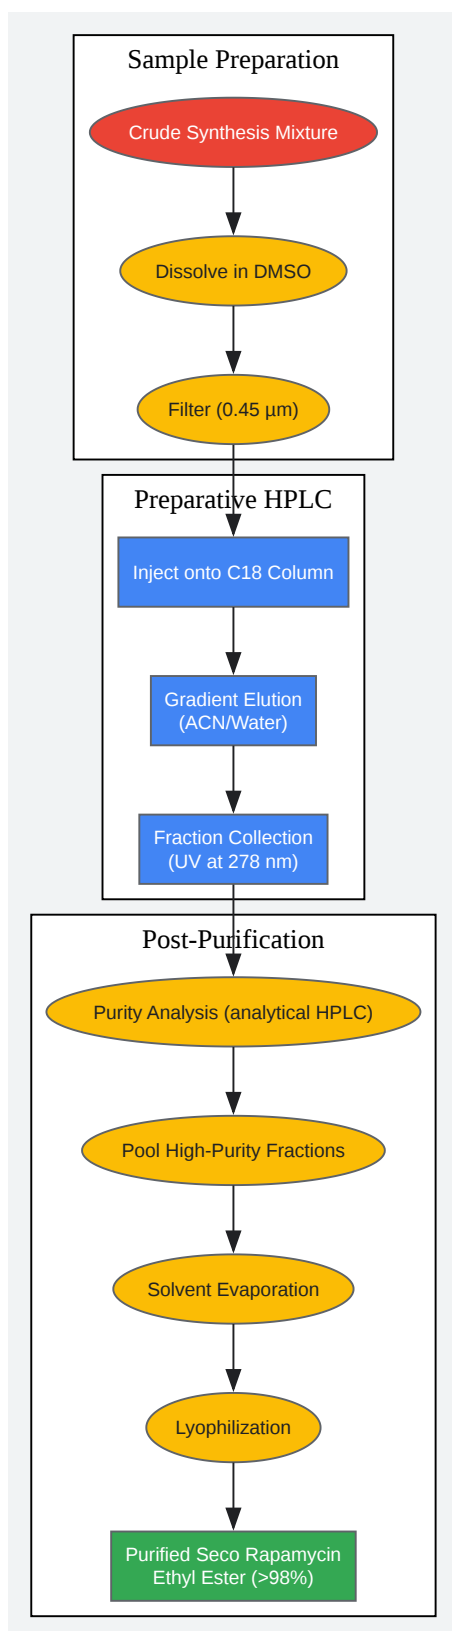 Sample Preparation
Crude Synthesis Mixture
Dissolve in DMSO
Filter (0.45 µm)
Preparative HPLC
Inject onto C18 Column
Gradient Elution
(ACN/Water)
Fraction Collection
(UV at 278 nm)
Post-Purification
Purity Analysis (analytical HPLC)
Pool High-Purity Fractions
Solvent Evaporation
Lyophilization
Purified Seco Rapamycin
Ethyl Ester (>98%)